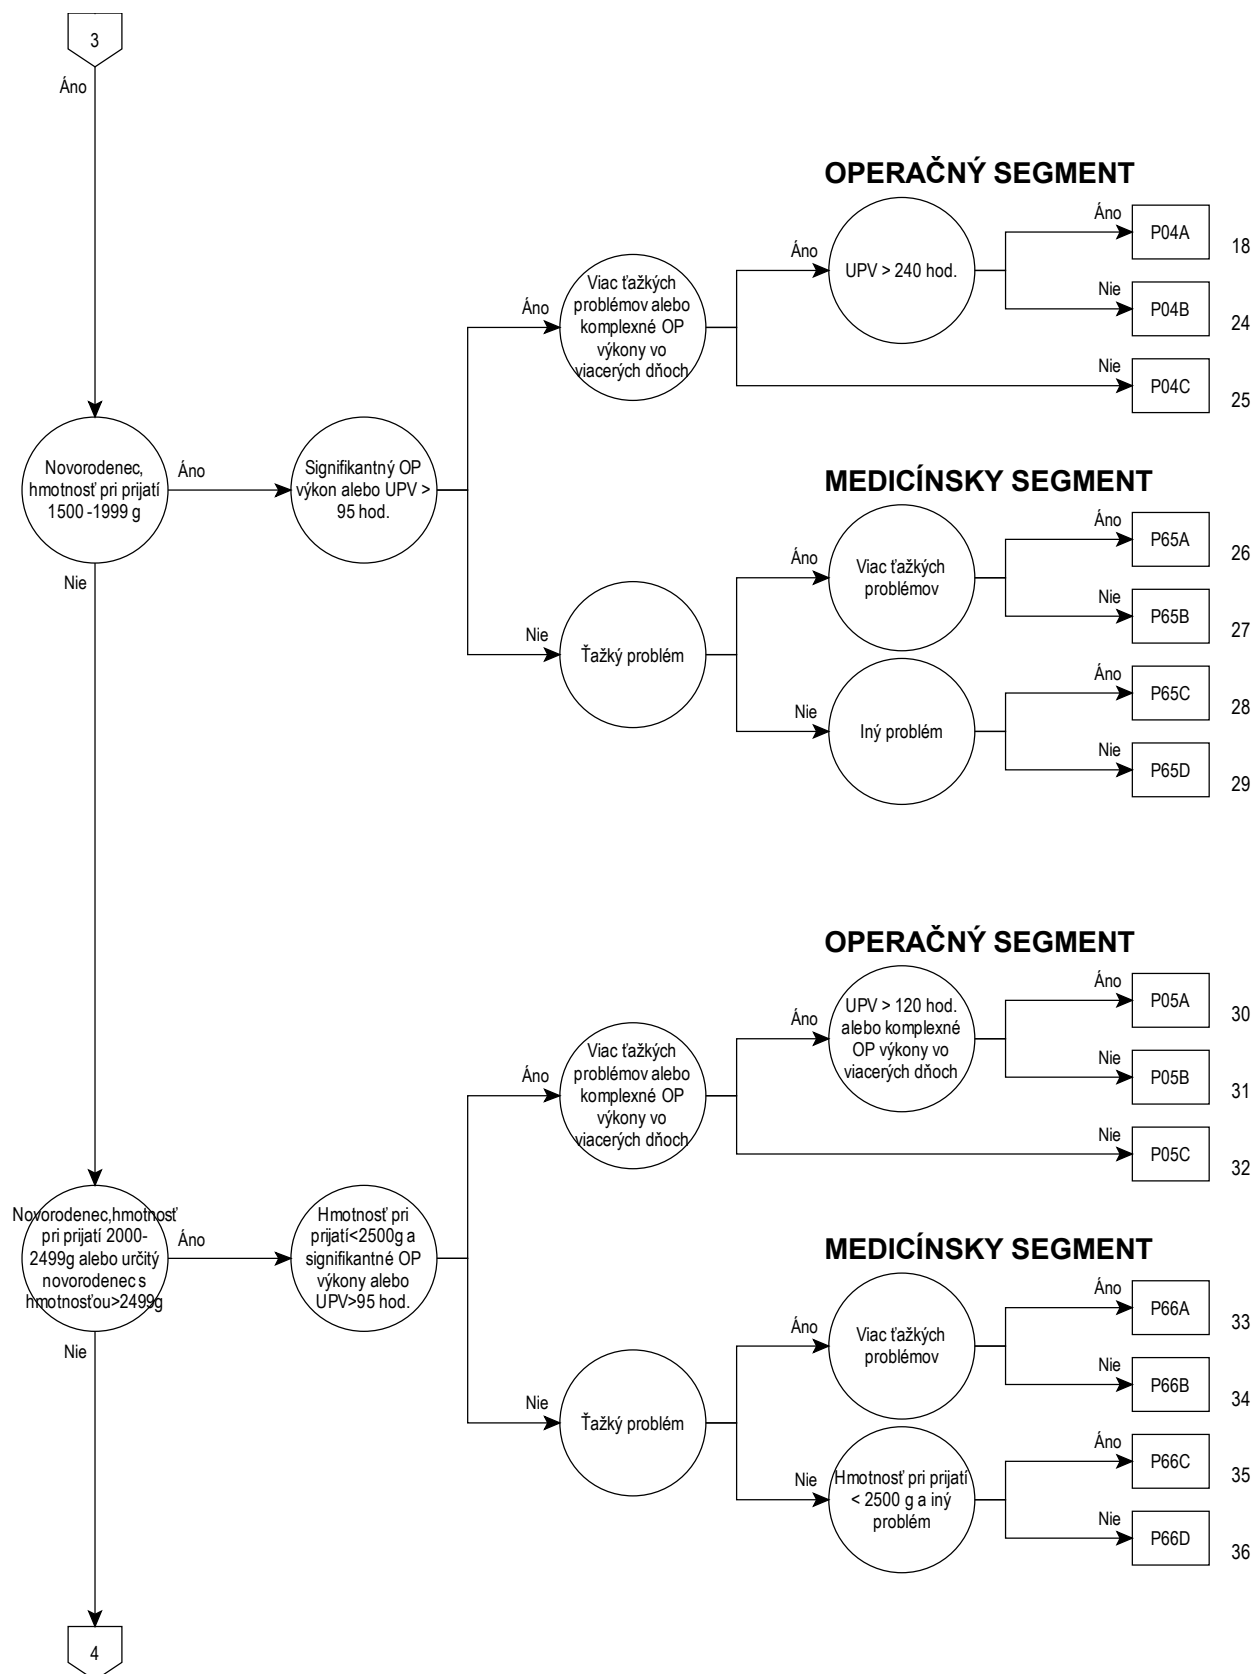 3
Áno
OPERAČNÝ SEGMENT
Viac ťažkých
problémov alebo
komplexné OP
výkony vo
viacerých dňoch
Áno
Áno
UPV > 240 hod.
Áno
P04A
18
Nie
P04B
24
Nie
P04C
25
Novorodenec,
hmotnosť pri prijatí
1500 -1999 g
Áno
Nie
Signifikantný OP
výkon alebo UPV >
95 hod.
MEDICÍNSKY SEGMENT
Nie
Ťažký problém
Áno
Viac ťažkých
problémov
Áno
P65A
26
Nie
P65B
27
Nie
Iný problém
Áno
P65C
28
Nie
P65D
29
OPERAČNÝ SEGMENT
Áno
Viac ťažkých
problémov alebo
komplexné OP
výkony vo
viacerých dňoch
Áno
UPV > 120 hod.
alebo komplexné
OP výkony vo
viacerých dňoch
Áno
P05A
30
Nie
P05B
31
Nie
P05C
32
Novorodenec,hmotnosť
pri prijatí 2000-
2499g alebo určitý
novorodenec s
hmotnosťou>2499g
Áno
Nie
Hmotnosť pri
prijatí<2500g a
signifikantné OP
výkony alebo
UPV>95 hod.
MEDICÍNSKY SEGMENT
Nie
Ťažký problém
Áno
Viac ťažkých
problémov
Áno
P66A
33
Nie
P66B
34
Nie
Hmotnosť pri prijatí
< 2500 g a iný
problém
Áno
P66C
35
Nie
P66D
36
4